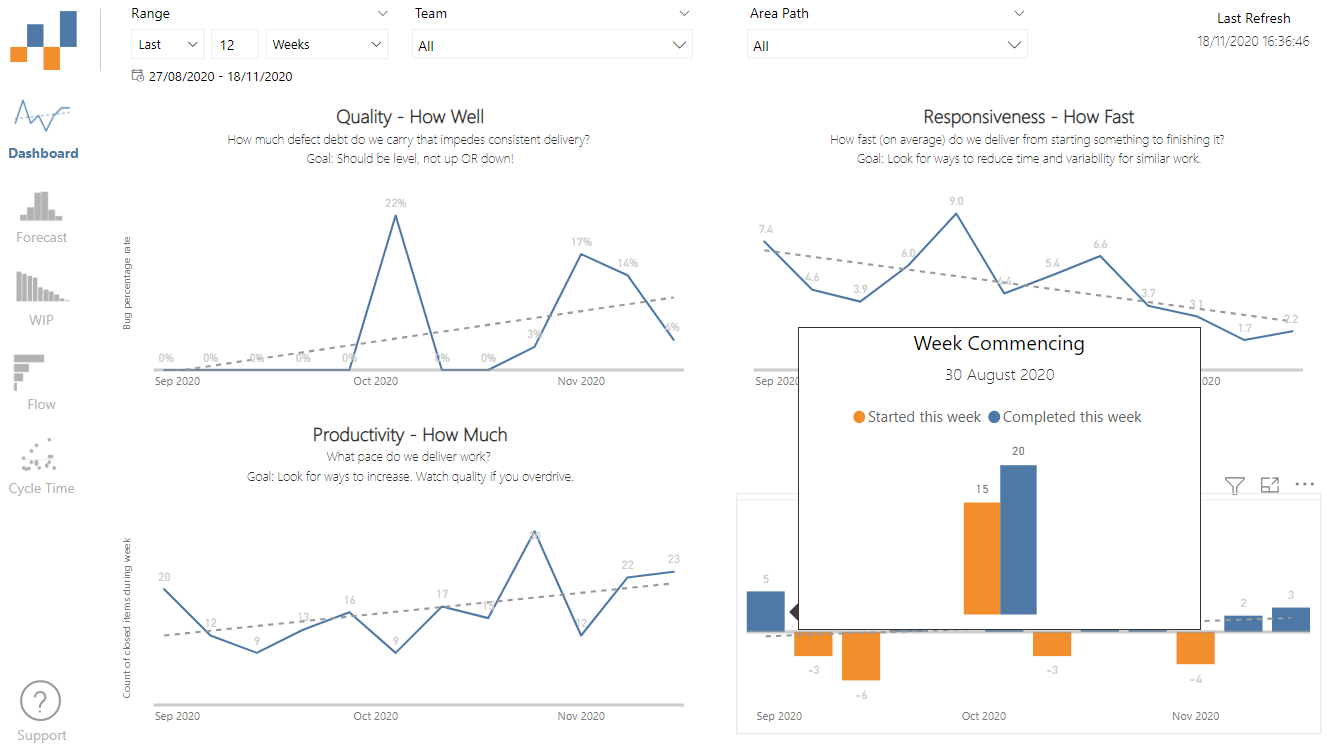 Range
Team
Area Path
Last Refresh
Last
12
Weeks
All
All
18/11/2020 16:36:46
27/08/2020 - 18/11/2020
Dashboard
Forecast
WIP
Flow
Cycle Time
Support
Quality - How Well
How much defect debt do we carry that impedes consistent delivery?
Goal: Should be level, not up OR down!
Bug percentage rate
0%
0%
0%
0%
0%
22%
0%
0%
3%
17%
14%
4%
Sep 2020
Oct 2020
Nov 2020
Responsiveness - How Fast
How fast (on average) do we deliver from starting something to finishing it?
Goal: Look for ways to reduce time and variability for similar work.
7.4
4.6
3.9
6.0
9.0
4.4
5.4
6.6
3.7
3.1
1.7
2.2
Sep 2020
2020
Productivity - How Much
What pace do we deliver work?
Goal: Look for ways to increase. Watch quality if you overdrive.
Count of closed items during week
20
12
9
13
16
9
17
15
30
12
22
23
Sep 2020
Oct 2020
Nov 2020
Week Commencing
30 August 2020
Started this week
Completed this week
15
20
5
-3
-6
-3
-4
2
3
Sep 2020
Oct 2020
Nov 2020